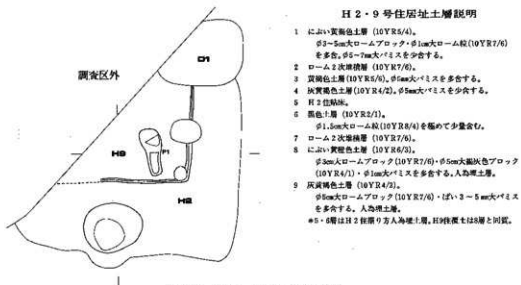 調査区外
D1
H9
P1
H2
H2・9号住居址土層説明
1 にぶい黄褐色土層(10YR5/4)。
φ3~5cm大ロームブロック・φ1cm大ローム粒(10YR7/6)
を多含。φ5~7mm大パミスを少含する。
2 ローム2次堆積層(10YR7/6)。
3 黄褐色土層(10YR5/6)。φ5mm大パミスを多含する。
4 灰黄褐色土層(10YR4/2)。φ5mm大パミスを少含する。
5 H2住貼床。
6 黒色土層(10YR2/1)。
φ1.5cm大ローム粒(10YR8/4)を極めて少量含む。
7 ローム2次堆積層(10YR7/6)。
8 にぶい黄橙色土層(10YR6/3)。
φ3cm大ロームブロック(10YR7/6)・φ5cm大褐灰色ブロック
(10YR4/1)・φ1cm大パミスを多含する。人為埋土層。
9 灰黄褐色土層(10YR4/2)。
φ5cm大ロームブロック(10YR7/6)・3~5mm大パミス
を多含する。人為埋土層。
*5・6層はH2住掘り方人為埋土層。H9住覆土は8層と同質。